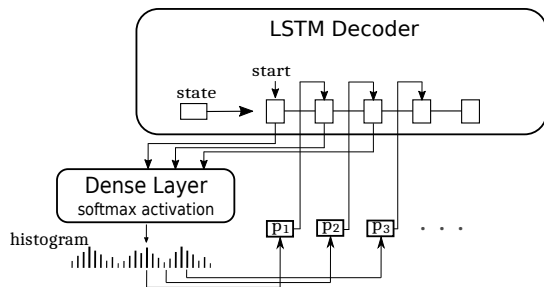 LSTM Decoder
start
state
Dense Layer
softmax activation
histogram
p1 p2 p3 . . .